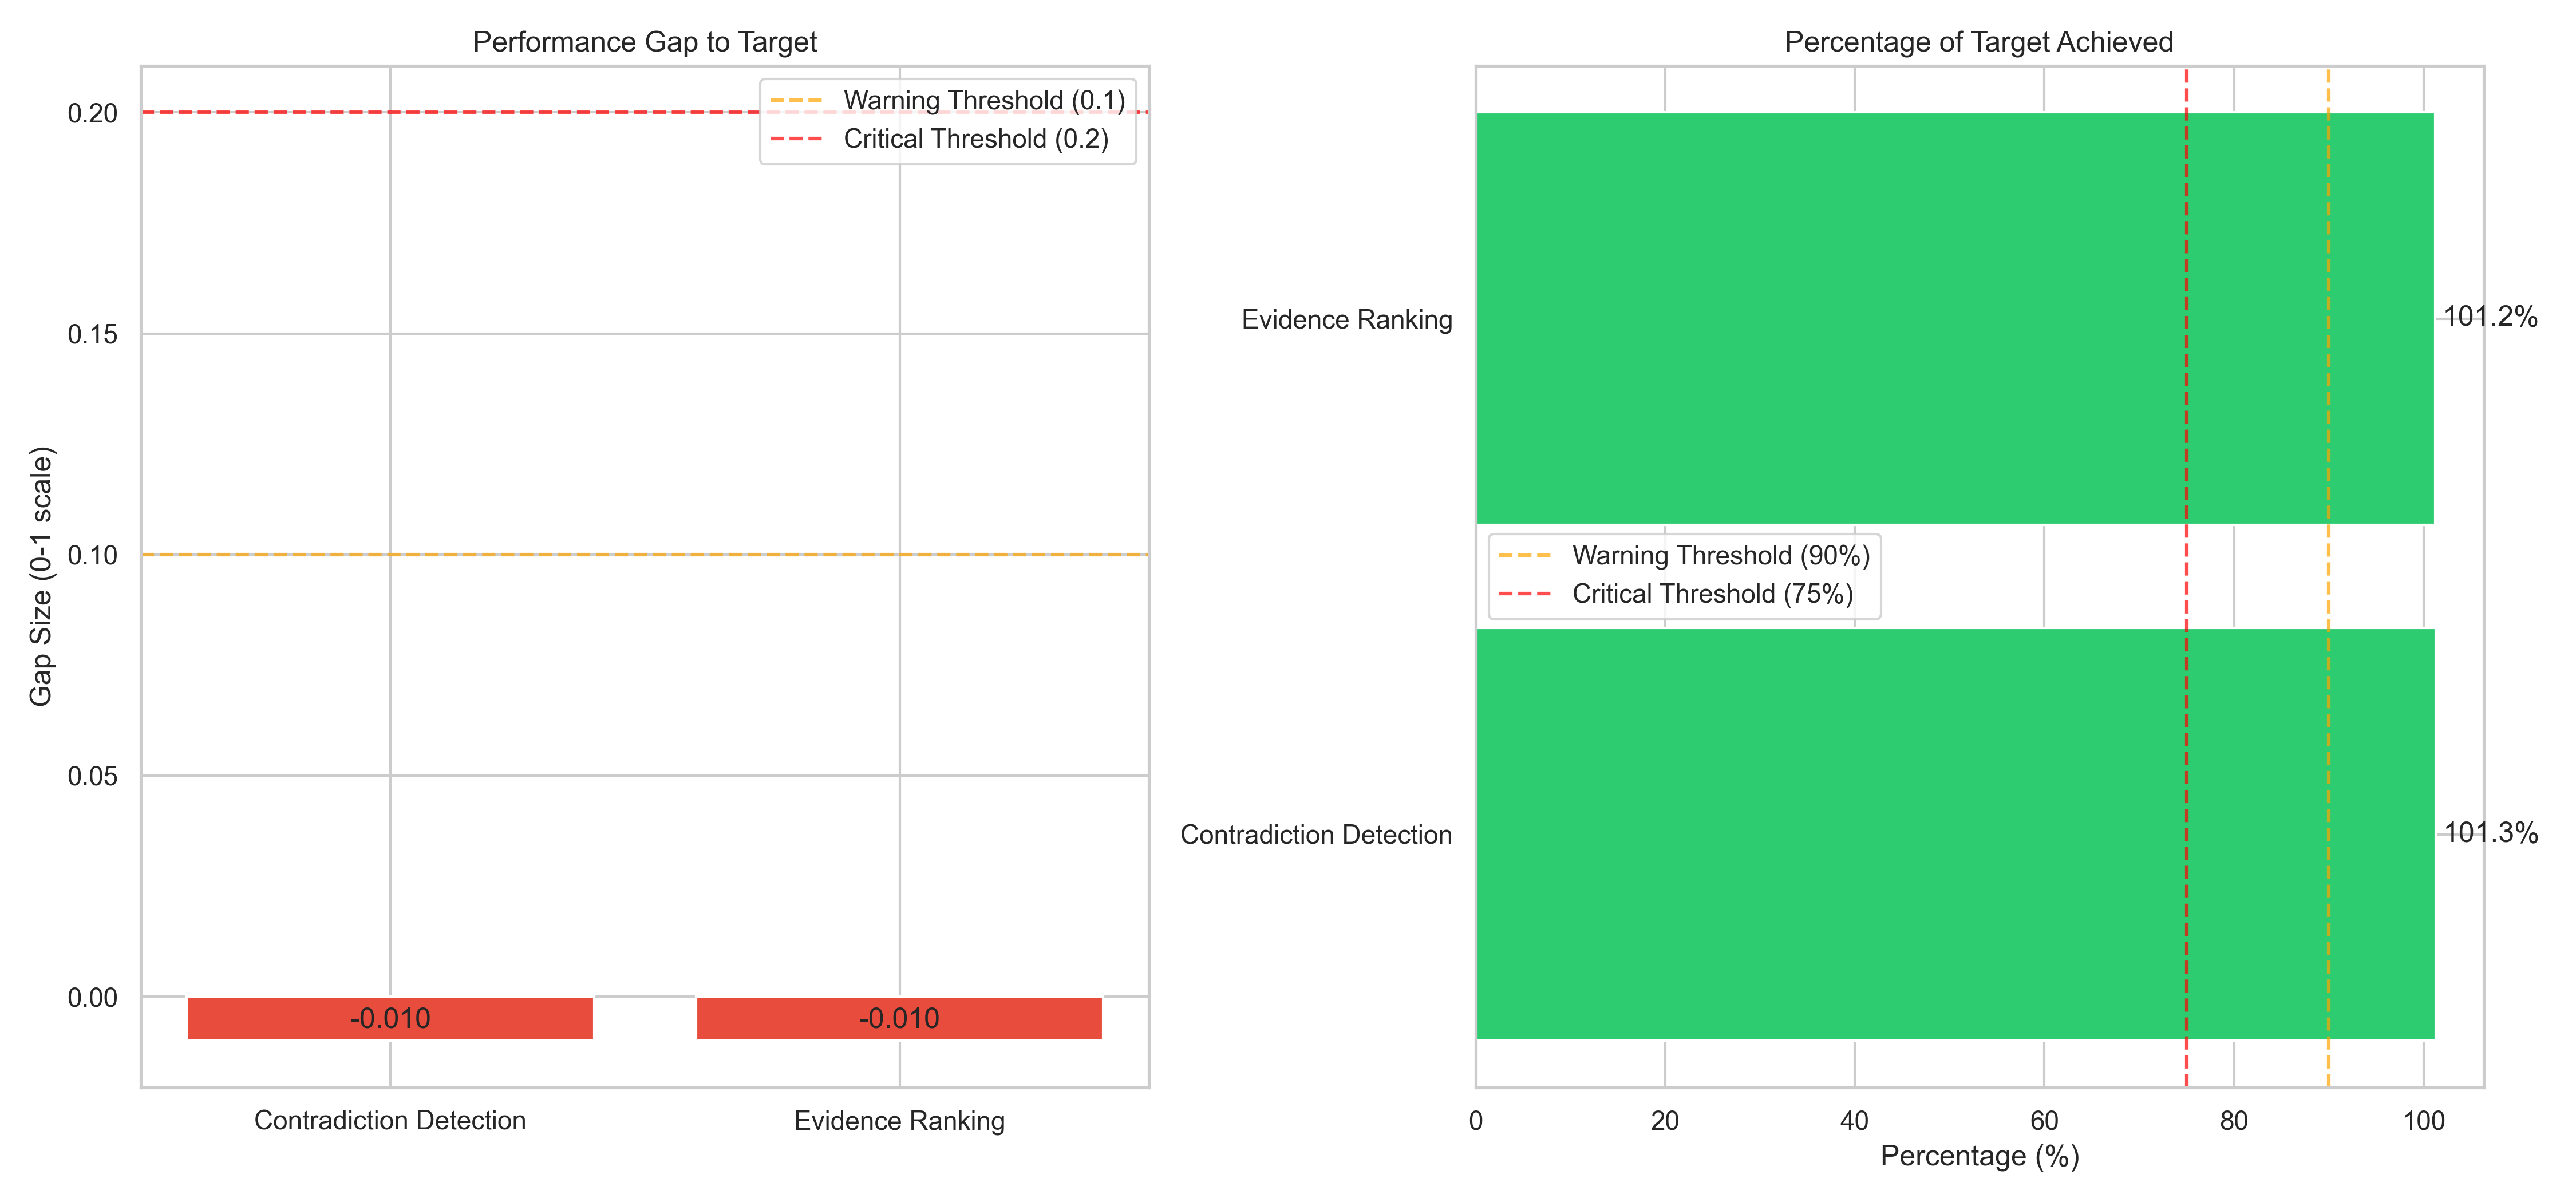 Performance Gap to Target
Gap Size (0-1 scale)
0.20
0.15
0.10
0.05
0.00
Warning Threshold (0.1)
Critical Threshold (0.2)
-0.010
-0.010
Contradiction Detection
Evidence Ranking
Percentage of Target Achieved
Evidence Ranking
101.2%
Warning Threshold (90%)
Critical Threshold (75%)
Contradiction Detection
101.3%
0
20
40
60
80
100
Percentage (%)